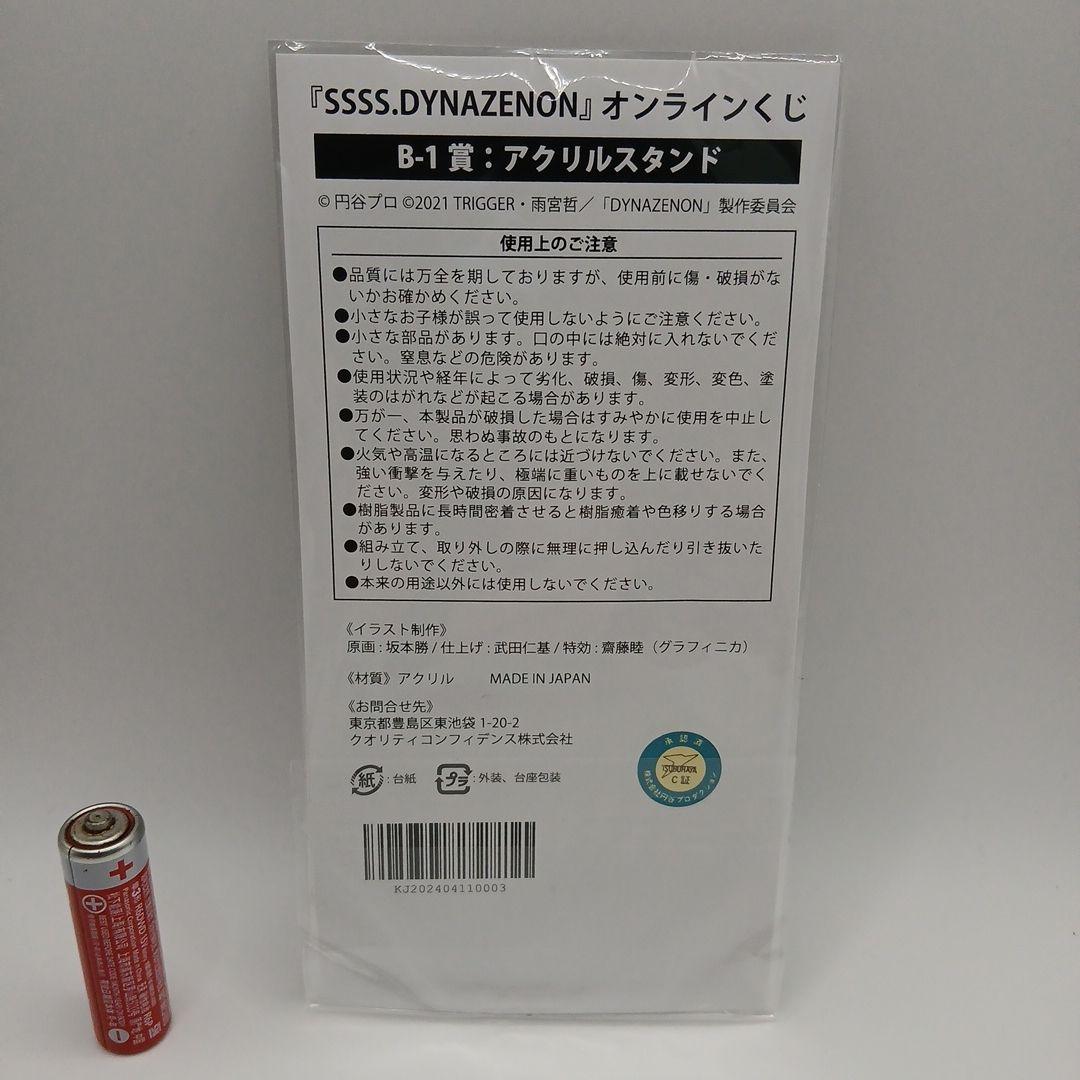 『SSSS.DYNAZENON』オンラインくじ
B-1 賞：アクリルスタンド
© 円谷プロ ©2021 TRIGGER・雨宮哲／「DYNAZENON」製作委員会
使用上のご注意
●品質には万全を期しておりますが、使用前に傷・破損がな
いかお確かめください。
●小さなお子様が誤って使用しないようにご注意ください。
●小さな部品があります。口の中には絶対に入れないでくだ
さい。窒息などの危険があります。
●使用状況や経年によって劣化、破損、傷、変形、変色、塗
装のはがれなどが起こる場合があります。
●万が一、本製品が破損した場合はすみやかに使用を中止し
てください。思わぬ事故のもとになります。
●火気や高温になるところには近づけないでください。また、
強い衝撃を与えたり、極端に重いものを上に載せないでく
ださい。変形や破損の原因になります。
●樹脂製品に長時間密着させると樹脂癒着や色移りする場合
があります。
●組み立て、取り外しの際に無理に押し込んだり引き抜いた
りしないでください。
●本来の用途以外には使用しないでください。
《イラスト制作》
原画 : 坂本勝 / 仕上げ : 武田仁基 / 特効 : 齋藤睦（グラフィニカ）
《材質》アクリル MADE IN JAPAN
《お問合せ先》
東京都豊島区東池袋 1-20-2
クオリティコンフィデンス株式会社
紙 : 台紙 プラ : 外装、台座包装
承認済
TSUBURAYA
C 証
株式会社円谷プロダクション
KJ202404110003
+
Panasonic Corporation Made in China